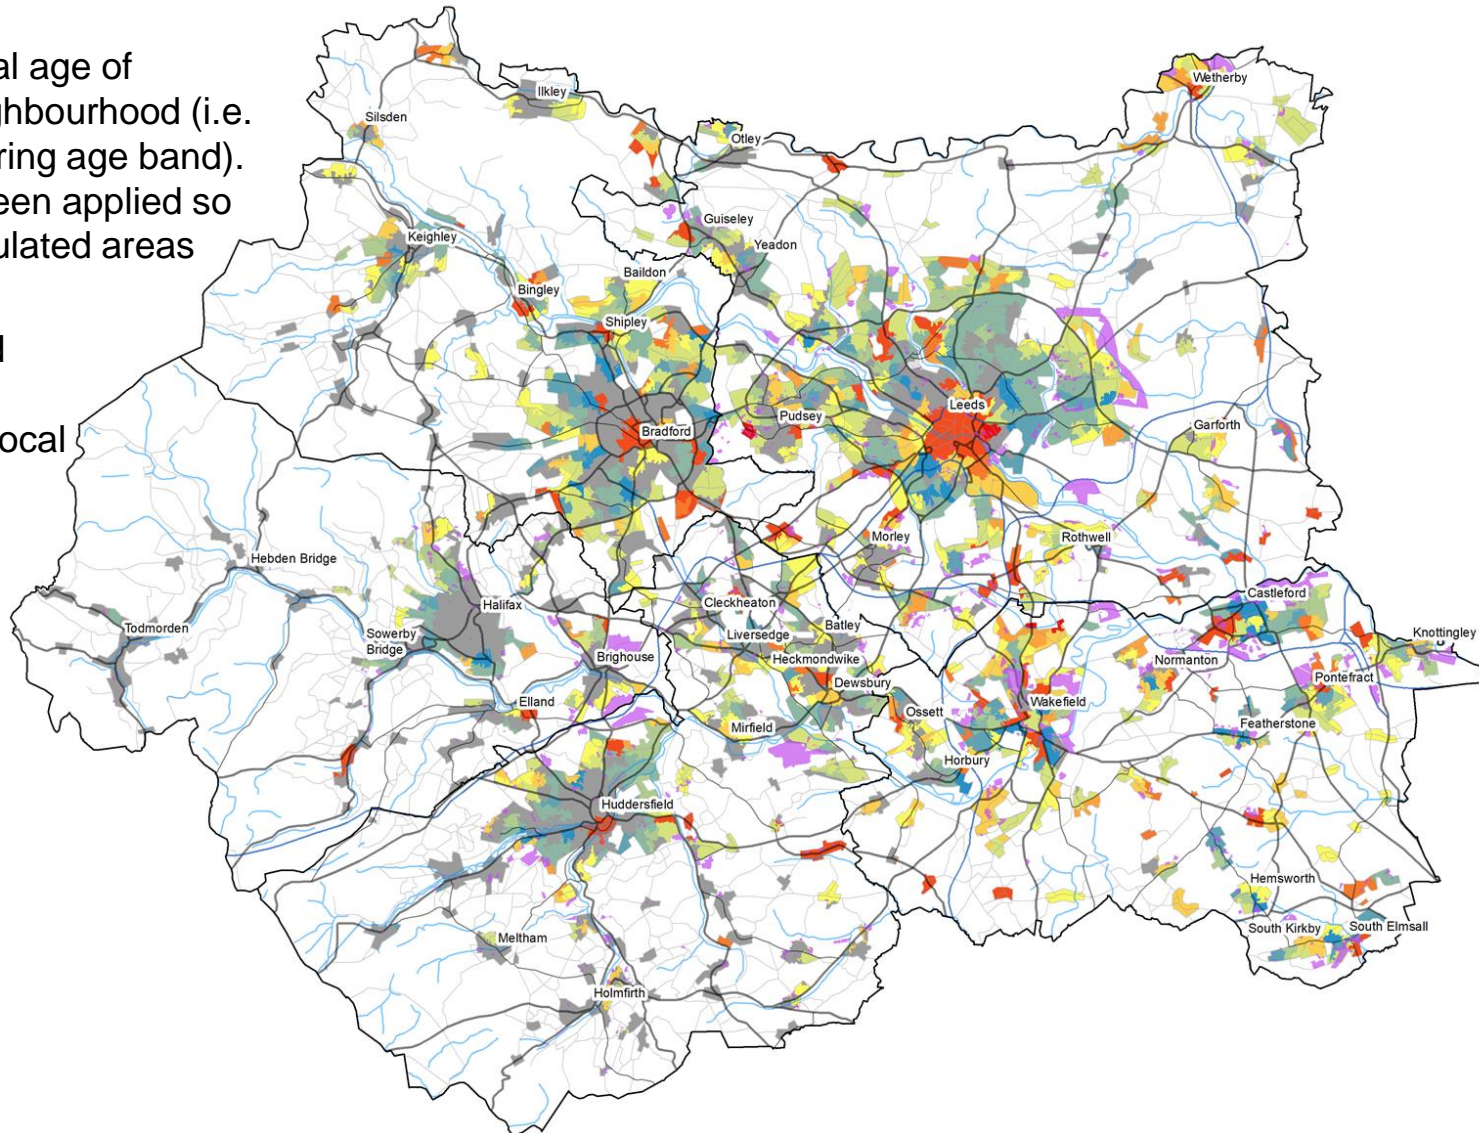 al age of
ghbourhood (i.e.
ring age band).
een applied so
ulated areas
l
ocal
Wetherby
Ilkley
Silsden
Otley
Guiseley
Keighley
Yeadon
Baildon
Bingley
Shipley
Leeds
Pudsey
Bradford
Garforth
Morley
Rothwell
Hebden Bridge
Castleford
Cleckheaton
Halifax
Todmorden
Batley
Sowerby
Bridge
Liversedge
Knottingley
Brighouse
Heckmondwike
Normanton
Pontefract
Dewsbury
Elland
Wakefield
Ossett
Mirfield
Featherstone
Horbury
Huddersfield
Hemsworth
South Kirkby
South Elmsall
Meltham
Holmfirth